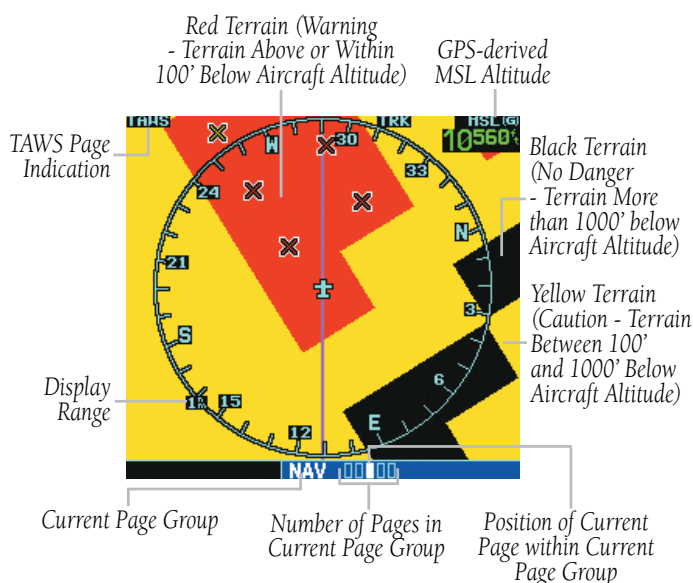 Red Terrain (Warning
- Terrain Above or Within
100' Below Aircraft Altitude)
GPS-derived
MSL Altitude
TAWS Page
Indication
TAWS
TRK
MSL(G)
10560ft
W
30
33
24
N
21
3
S
6
15
E
12
Black Terrain
(No Danger
- Terrain More
than 1000' below
Aircraft Altitude)
Yellow Terrain
(Caution - Terrain
Between 100'
and 1000' Below
Aircraft Altitude)
Display
Range
NAV
Current Page Group
Number of Pages in
Current Page Group
Position of Current
Page within Current
Page Group